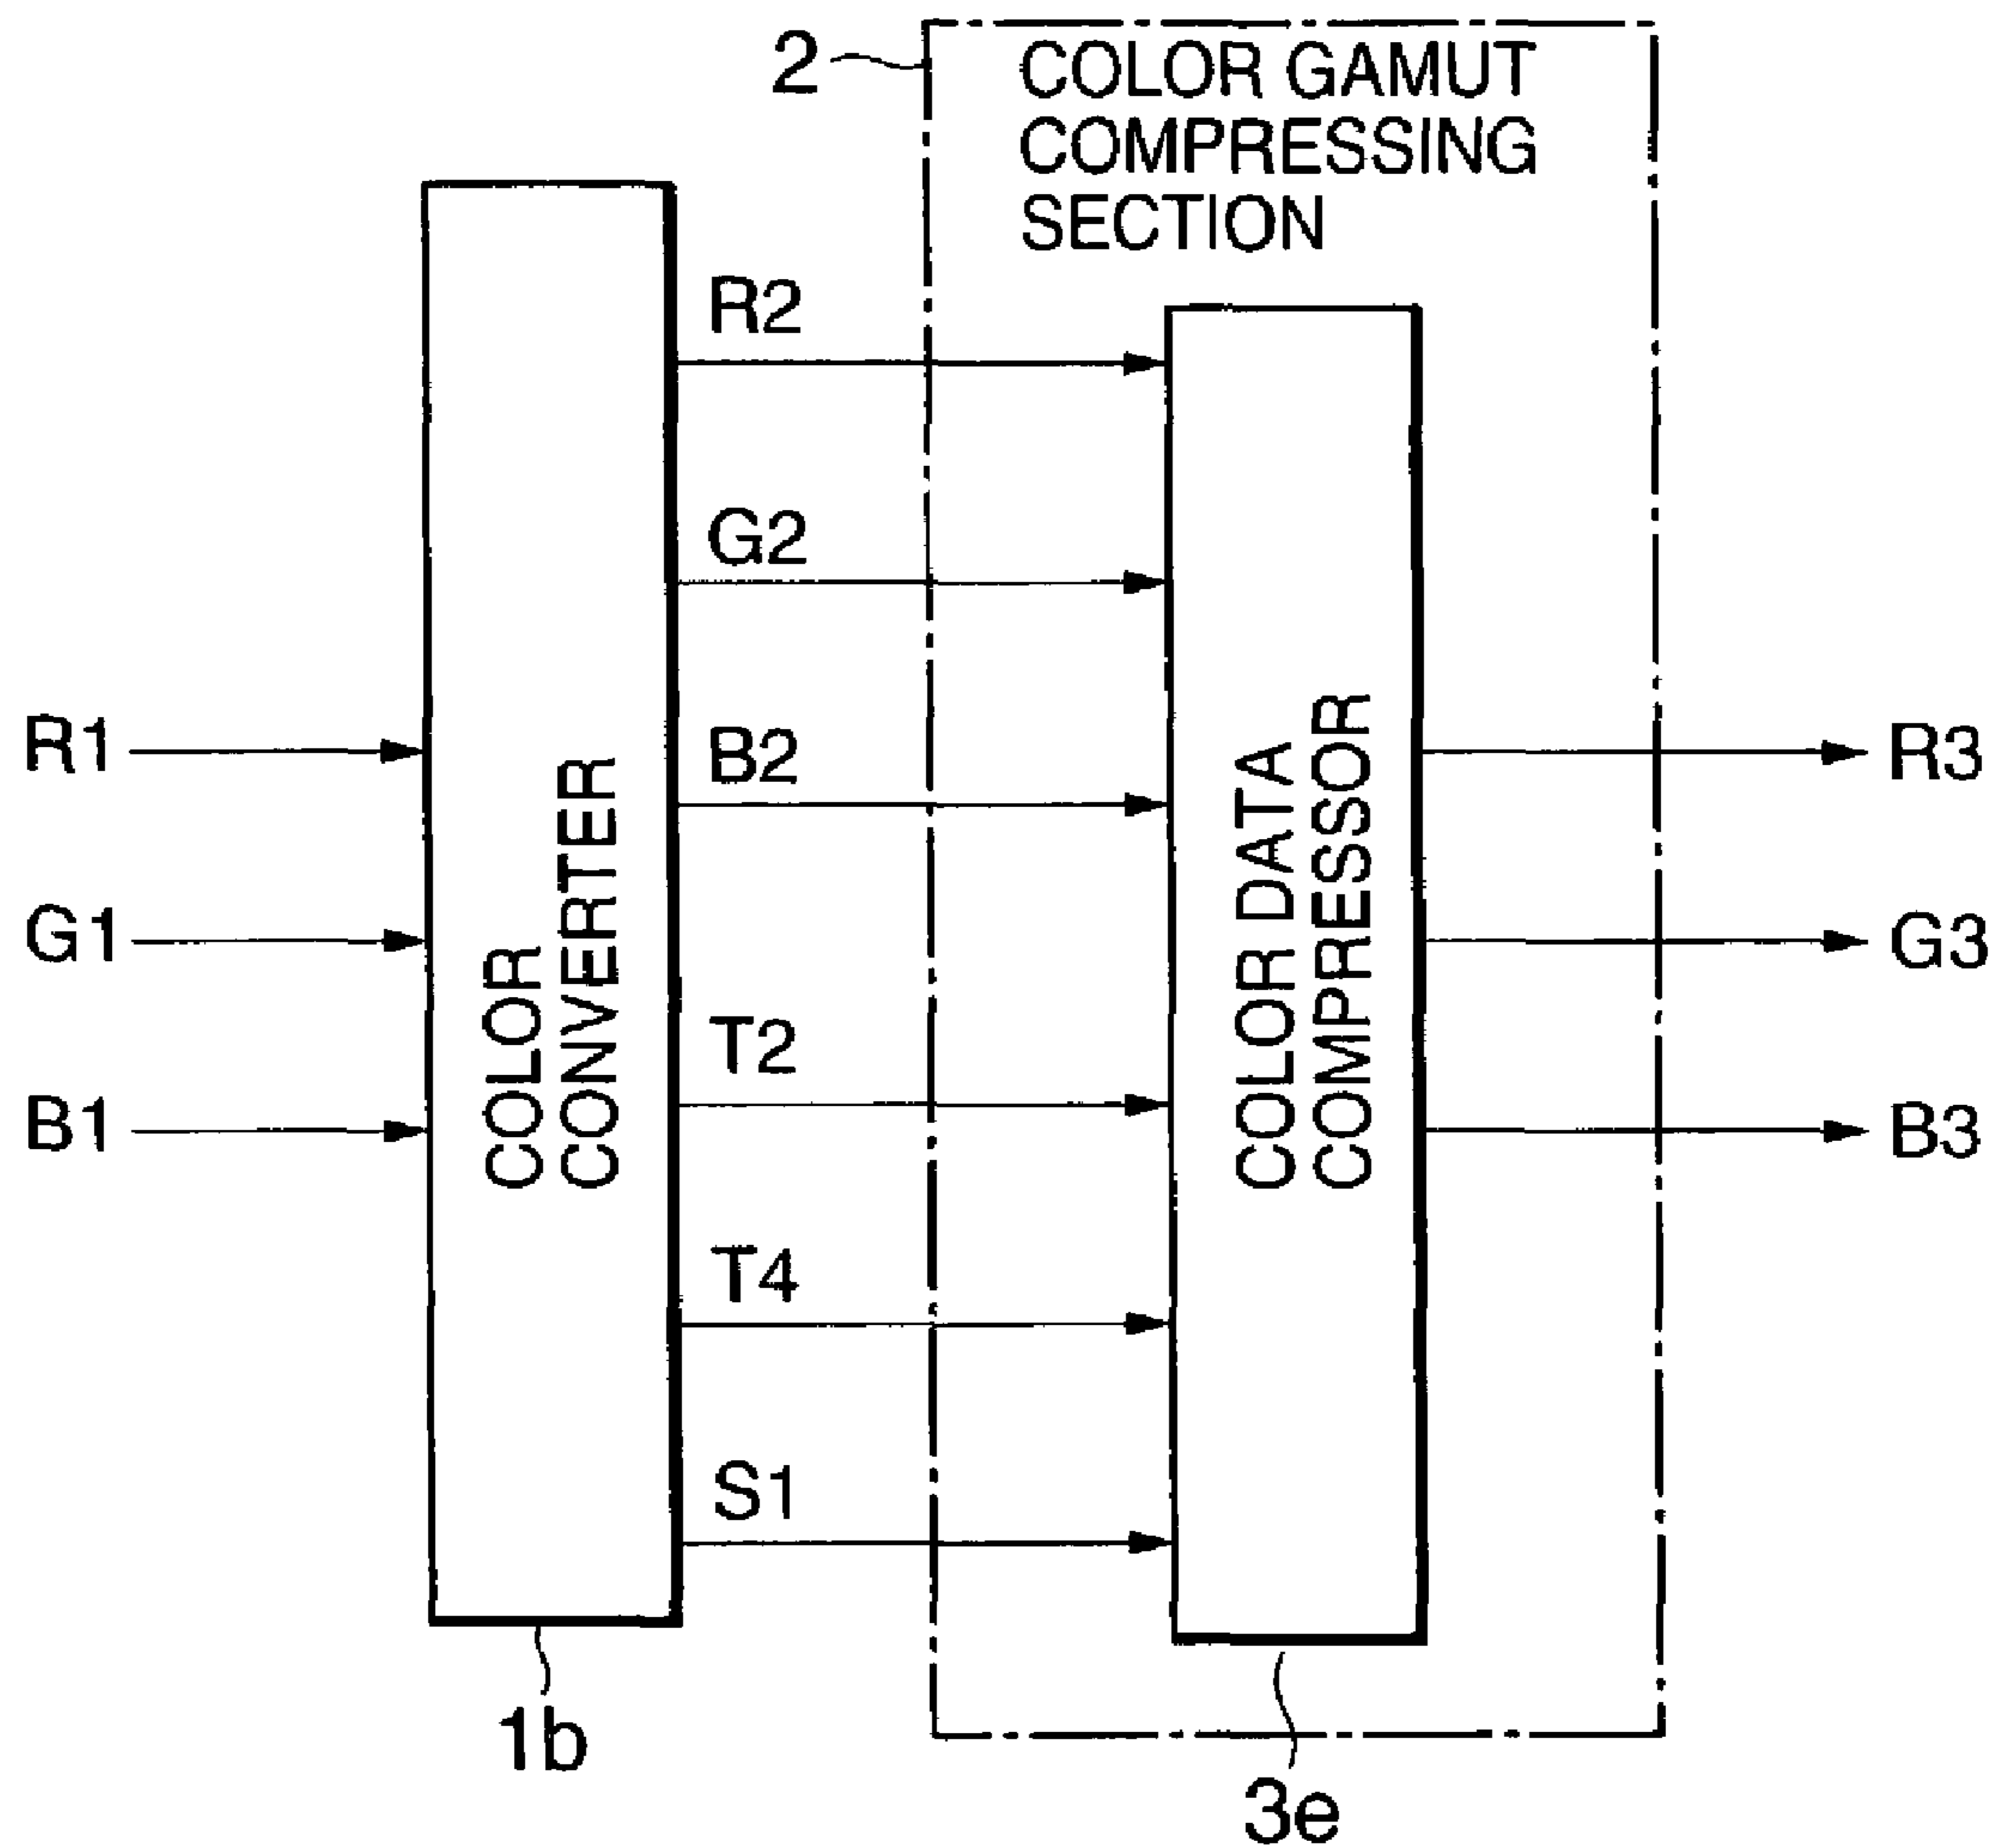 2
COLOR GAMUT
COMPRESSING
SECTION
R1
G1
B1
COLOR
CONVERTER
R2
G2
B2
T2
T4
S1
COLOR DATA
COMPRESSOR
R3
G3
B3
1b
3e